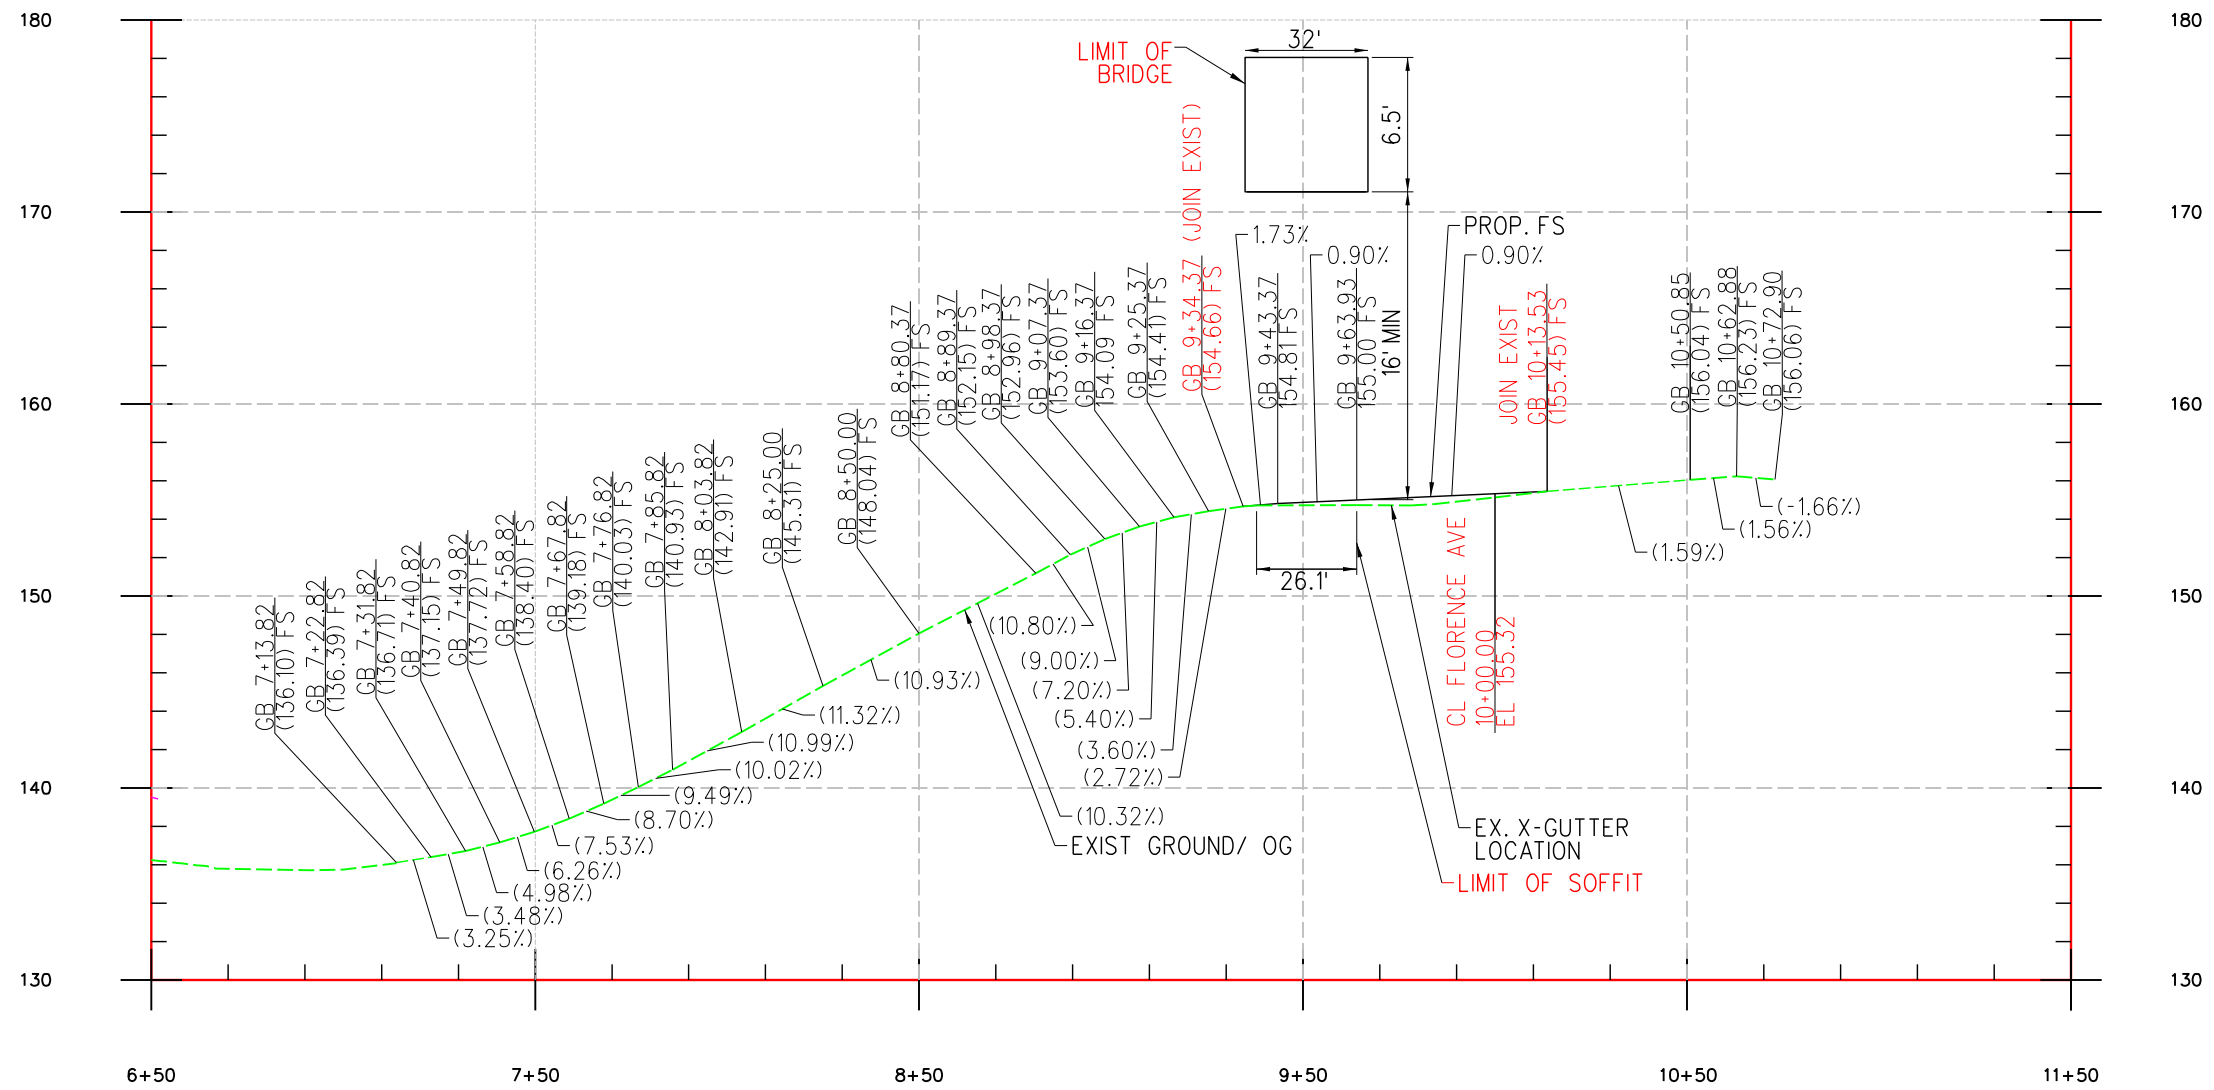 180
180
170
170
160
160
150
150
140
140
130
130
6+50
7+50
8+50
9+50
10+50
11+50
LIMIT OF
BRIDGE
32'
6.5'
16' MIN
PROP. FS
0.90%
1.73%
0.90%
GB 7+13.82
(136.10) FS
GB 7+22.82
(136.39) FS
GB 7+31.82
(136.71) FS
GB 7+40.82
(137.15) FS
GB 7+49.82
(137.72) FS
GB 7+58.82
(138.40) FS
GB 7+67.82
(139.18) FS
GB 7+76.82
(140.03) FS
GB 7+85.82
(140.93) FS
GB 8+03.82
(142.91) FS
GB 8+25.00
(145.31) FS
GB 8+50.00
(148.04) FS
GB 8+80.37
(151.17) FS
GB 8+89.37
(152.15) FS
GB 8+98.37
(152.96) FS
GB 9+07.37
(153.60) FS
GB 9+16.37
154.09 FS
GB 9+25.37
(154.41) FS
GB 9+34.37 (JOIN EXIST)
(154.66) FS
GB 9+43.37
154.81 FS
GB 9+63.93
155.00 FS
JOIN EXIST
GB 10+13.53
(155.45) FS
GB 10+50.85
(156.04) FS
GB 10+62.88
(156.23) FS
GB 10+72.90
(156.06) FS
(3.25%)
(3.48%)
(4.98%)
(6.26%)
(7.53%)
(8.70%)
(9.49%)
(10.02%)
(10.99%)
(11.32%)
(10.93%)
(10.32%)
(10.80%)
(9.00%)
(7.20%)
(5.40%)
(3.60%)
(2.72%)
26.1'
(1.59%)
(1.56%)
(-1.66%)
CL FLORENCE AVE
10+00.00
EL 155.32
EXIST GROUND/ OG
EX. X-GUTTER
LOCATION
LIMIT OF SOFFIT